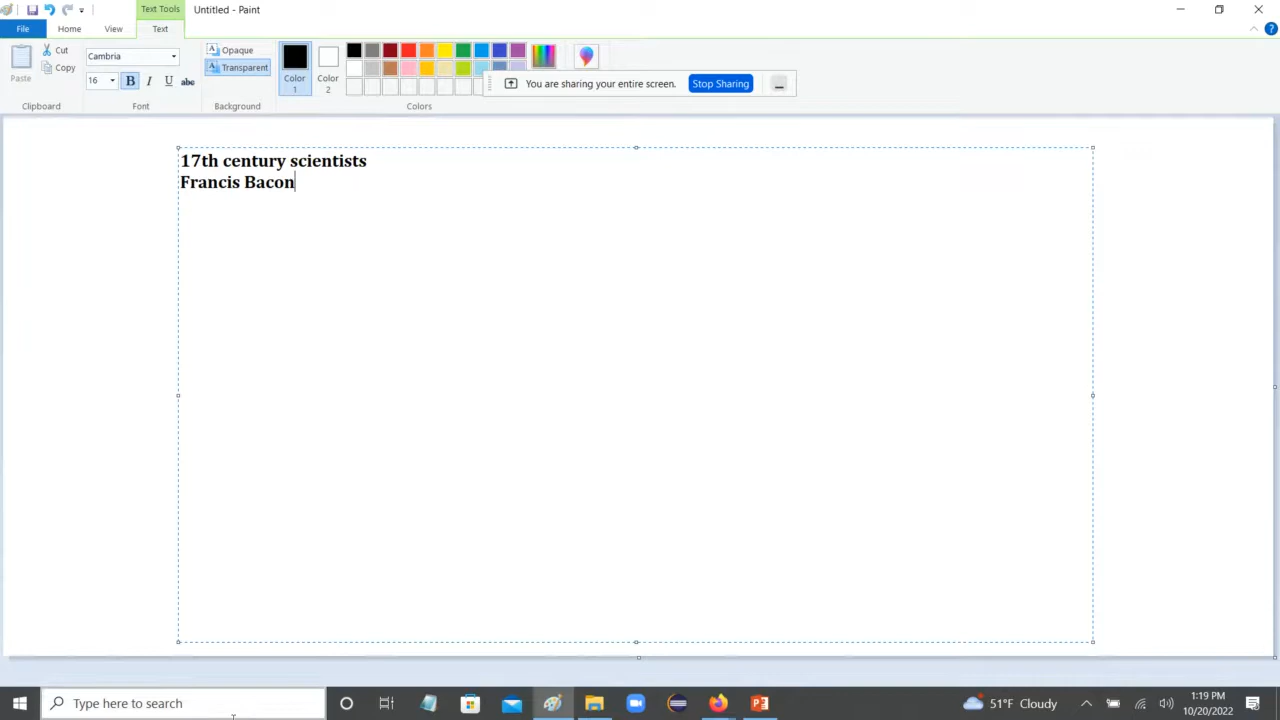 Text Tools
Untitled - Paint
File
Home
View
Text
Paste
Cut
Copy
Clipboard
Cambria
16
B I U abc
Font
Opaque
Transparent
Background
Color 1
Color 2
Colors
You are sharing your entire screen.
Stop Sharing
17th century scientists
Francis Bacon
Type here to search
51°F Cloudy
1:19 PM
10/20/2022